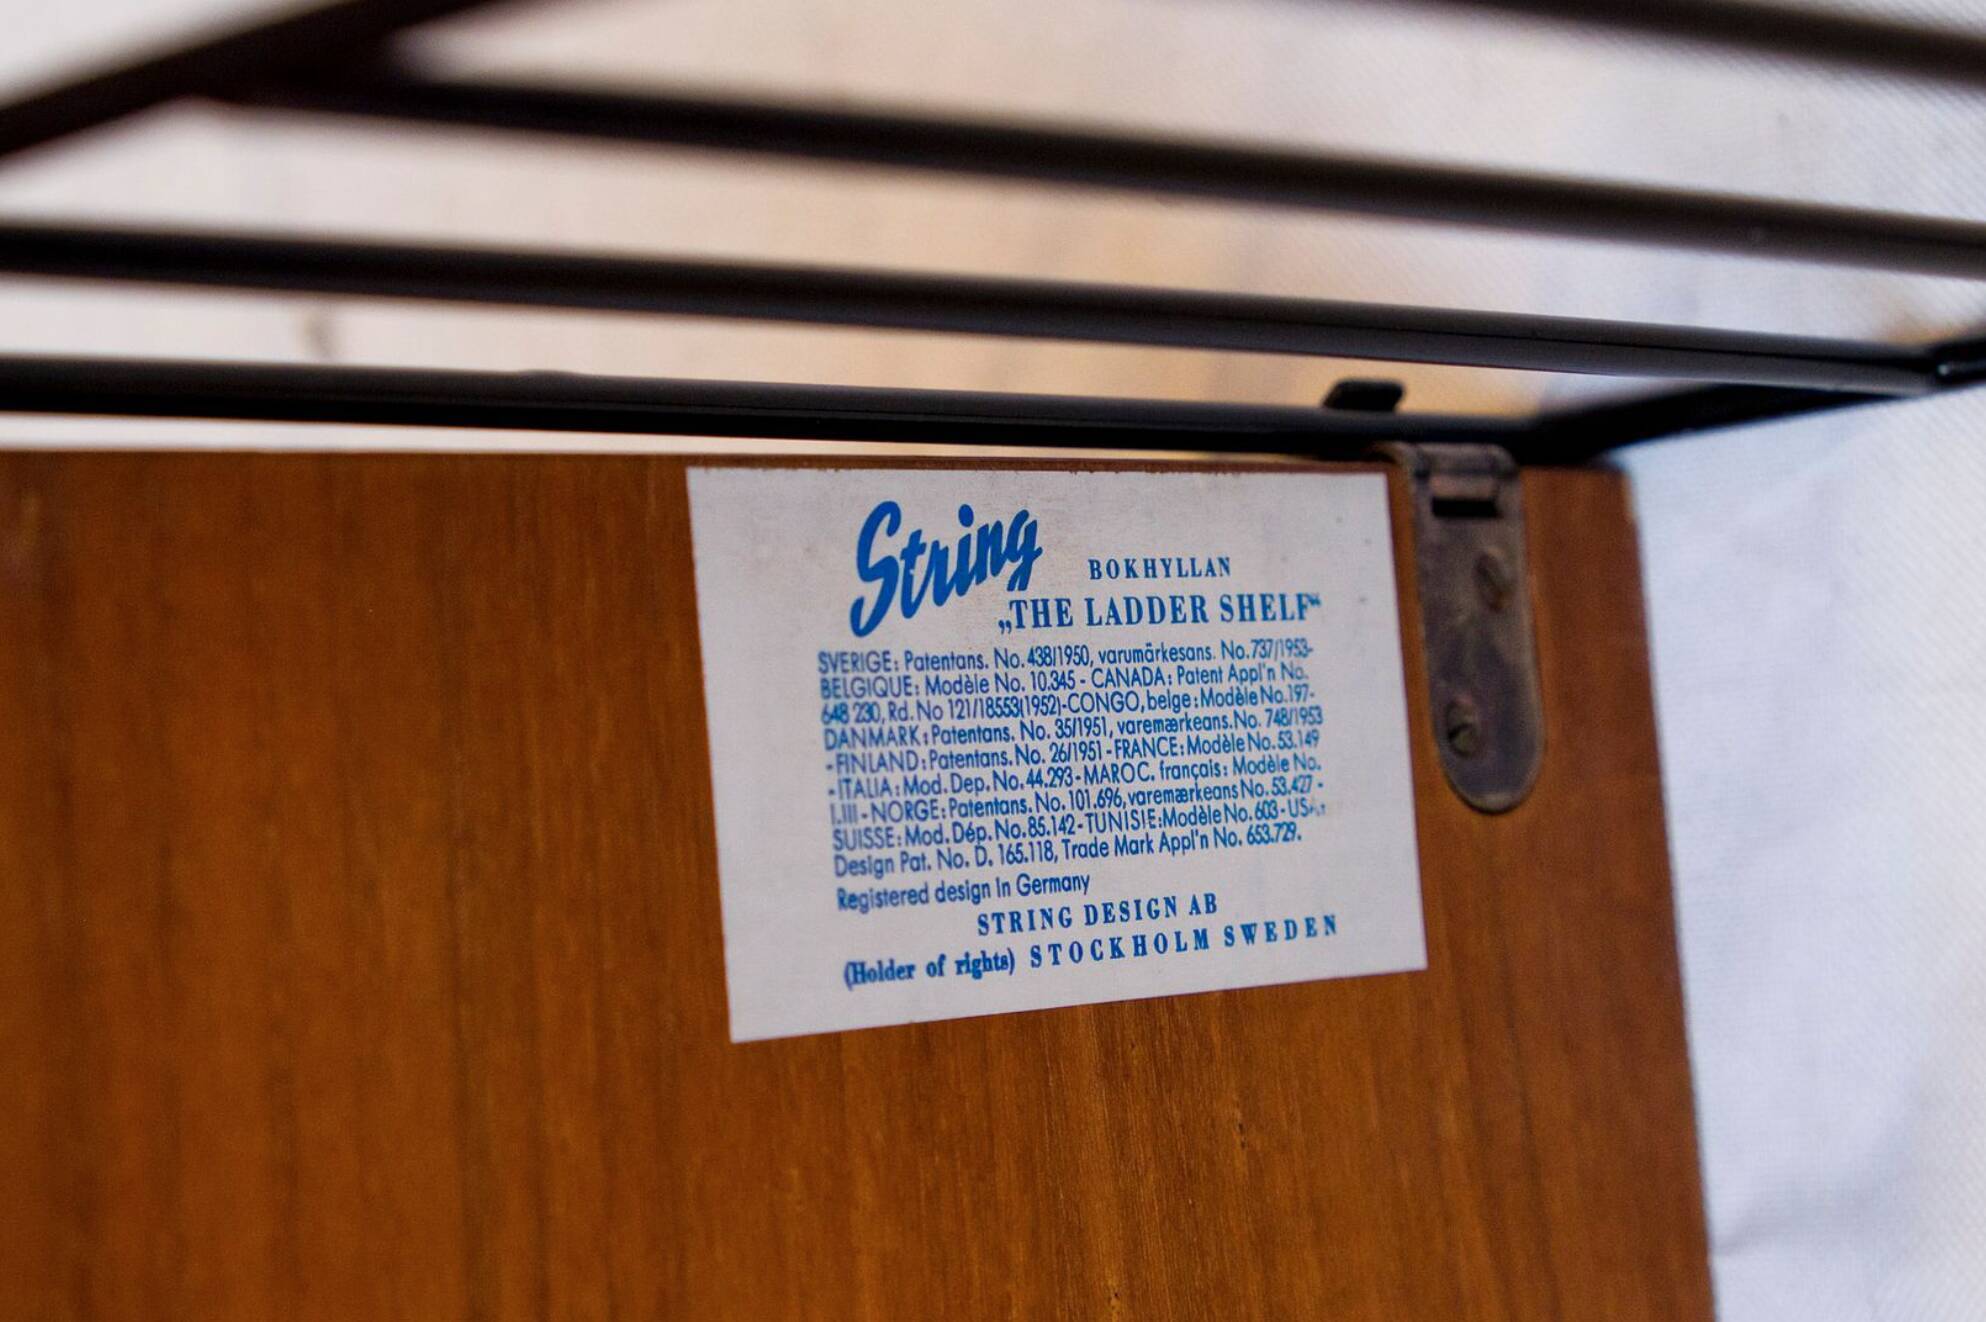 String
BOKHYLLAN
„THE LADDER SHELF“
SVERIGE: Patentans. No. 438/1950, varumärkesans. No. 737/1953-
BELGIQUE: Modèle No. 10.345 - CANADA: Patent Appl'n No.
648 230, Rd. No 121/18553(1952)-CONGO, belge: Modèle No. 197-
DANMARK: Patentans. No. 35/1951, varemærkeans. No. 748/1953
-FINLAND: Patentans. No. 26/1951 - FRANCE: Modèle No. 53.149
-ITALIA: Mod. Dep. No. 44.293- MAROC. français: Modèle No.
I.III - NORGE: Patentans. No. 101.696, varemærkeans No. 53.427 -
SUISSE: Mod. Dép. No. 85.142 - TUNISIE: Modèle No. 603 - USA:
Design Pat. No. D. 165.118, Trade Mark Appl'n No. 653.729.
Registered design in Germany
STRING DESIGN AB
(Holder of rights) STOCKHOLM SWEDEN